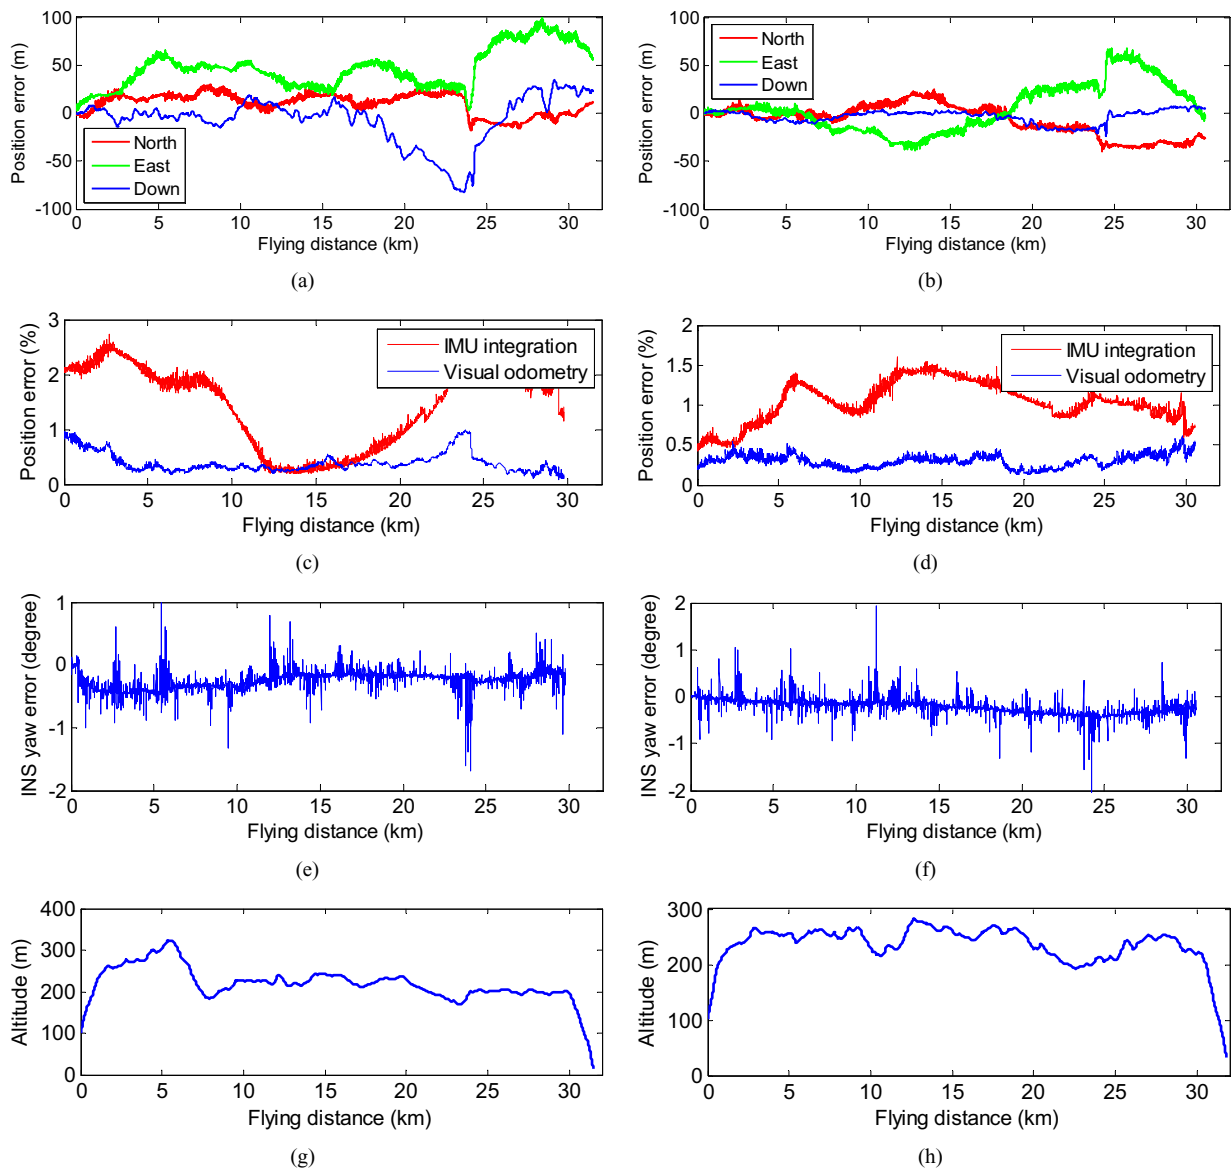 Position error (m)
100
50
0
-50
-100
North
East
Down
0 5 10 15 20 25 30
Flying distance (km)
(a)
Position error (m)
100
50
0
-50
-100
North
East
Down
0 5 10 15 20 25 30
Flying distance (km)
(b)
Position error (%)
3
2
1
0
IMU integration
Visual odometry
0 5 10 15 20 25 30
Flying distance (km)
(c)
Position error (%)
2
1.5
1
0.5
0
IMU integration
Visual odometry
0 5 10 15 20 25 30
Flying distance (km)
(d)
INS yaw error (degree)
1
0
-1
-2
0 5 10 15 20 25 30
Flying distance (km)
(e)
INS yaw error (degree)
2
1
0
-1
-2
0 5 10 15 20 25 30
Flying distance (km)
(f)
Altitude (m)
400
300
200
100
0
0 5 10 15 20 25 30
Flying distance (km)
(g)
Altitude (m)
300
200
100
0
0 5 10 15 20 25 30
Flying distance (km)
(h)